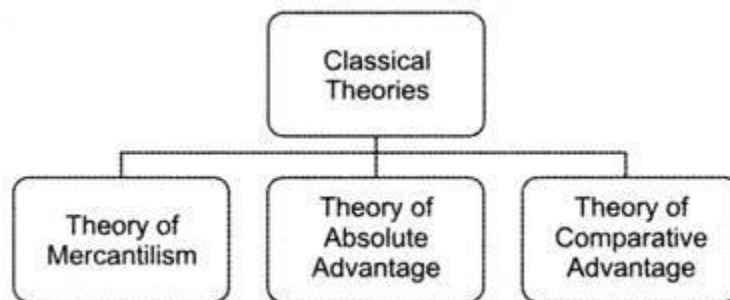 Classical
Theories
Theory of
Mercantilism
Theory of
Absolute
Advantage
Theory of
Comparative
Advantage